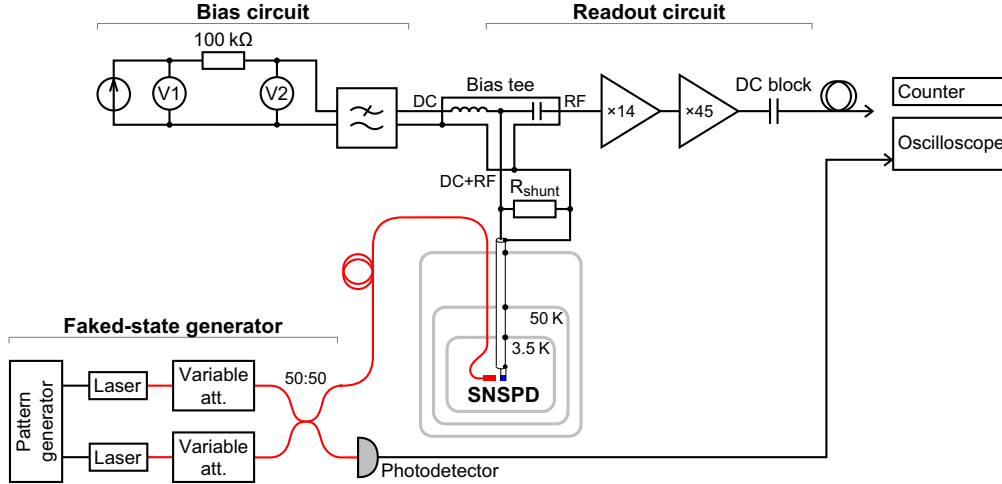 Bias circuit
Readout circuit
100 kΩ
V1
V2
Bias tee
DC
RF
×14
×45
DC block
Counter
Oscilloscope
DC+RF
Rshunt
50 K
3.5 K
SNSPD
Faked-state generator
Pattern
generator
Laser
Variable
att.
50:50
Laser
Variable
att.
Photodetector